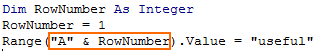 Dim RowNumber As Integer
RowNumber = 1
Range("A" & RowNumber).Value = "useful"